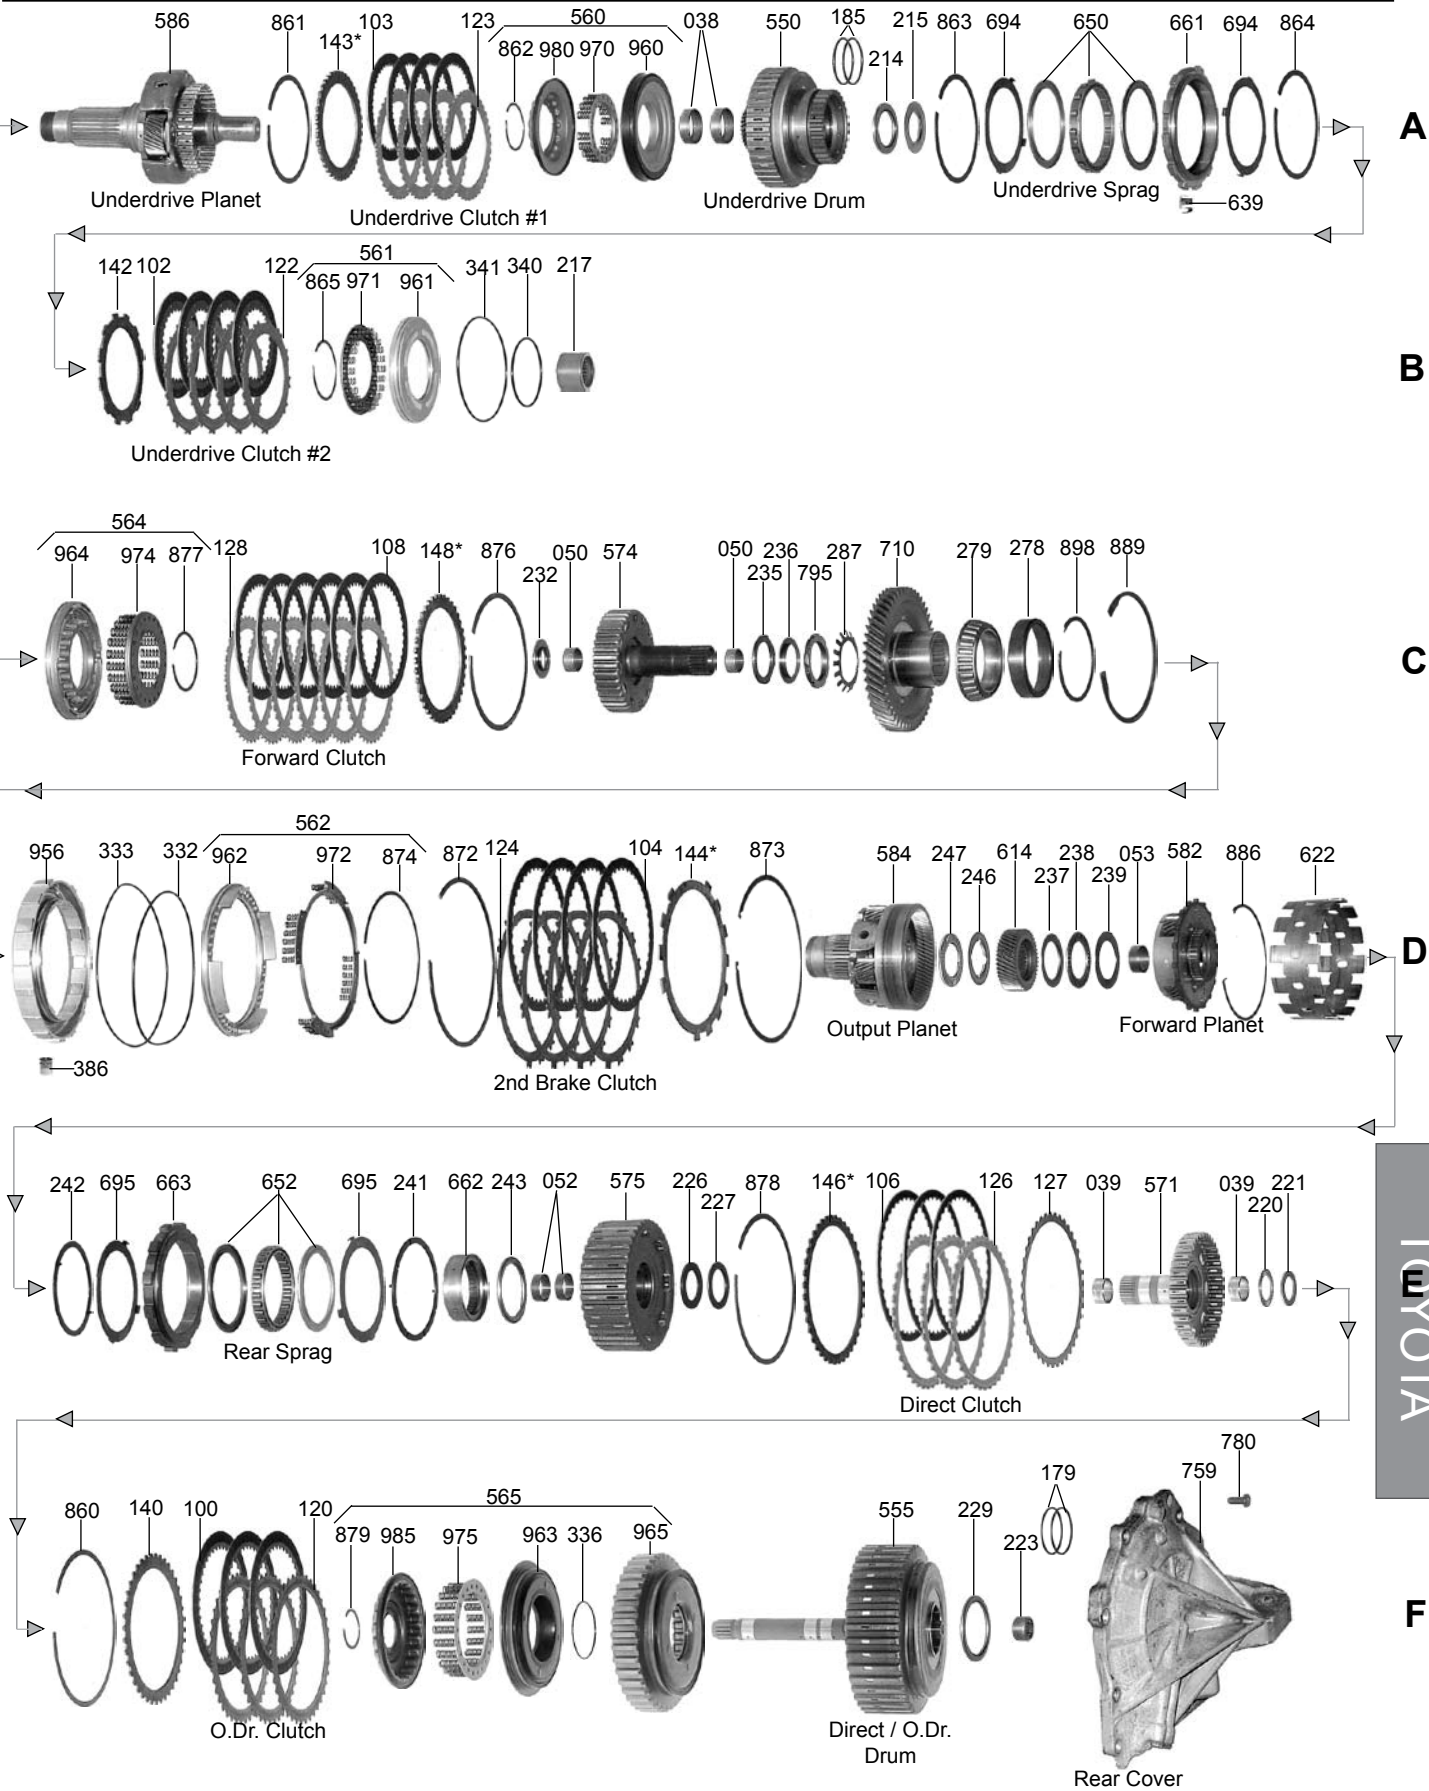 586 861 143* 103 123 560 038 550 185 215 863 694 650 661 694 864
862 980 970 960 214
A
Underdrive Planet Underdrive Clutch #1 Underdrive Drum Underdrive Sprag
639
142 102 122 561 341 340 217
865 971 961
B
Underdrive Clutch #2
564
964 974 877 128 108 148* 876 232 050 574 050 236 287 710 279 278 898 889
235 795
C
Forward Clutch
562
956 333 332 962 972 874 872 124 104 144* 873 584 247 614 238 053 582 886 622
246 237 239
D
Output Planet Forward Planet
386
2nd Brake Clutch
242 695 663 652 695 241 662 243 052 575 226 878 146* 106 126 127 039 571 039 221
227 220
E
TOYOTA
Rear Sprag
Direct Clutch
780
179 759
860 140 100 120 565 555 229
879 985 975 963 336 965 223
F
O.Dr. Clutch
Direct / O.Dr.
Drum
Rear Cover